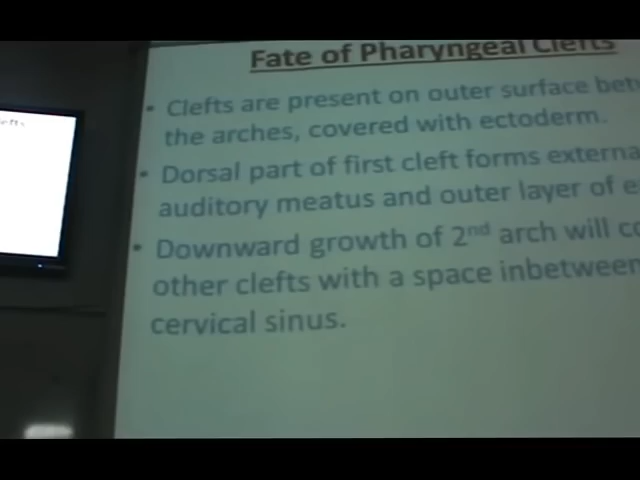 Fate of Pharyngeal Clefts
• Clefts are present on outer surface
the arches, covered with ectoderm.
• Dorsal part of first cleft forms
auditory meatus and outer layer of
• Downward growth of 2nd arch will
other clefts with a space inbetween
cervical sinus.